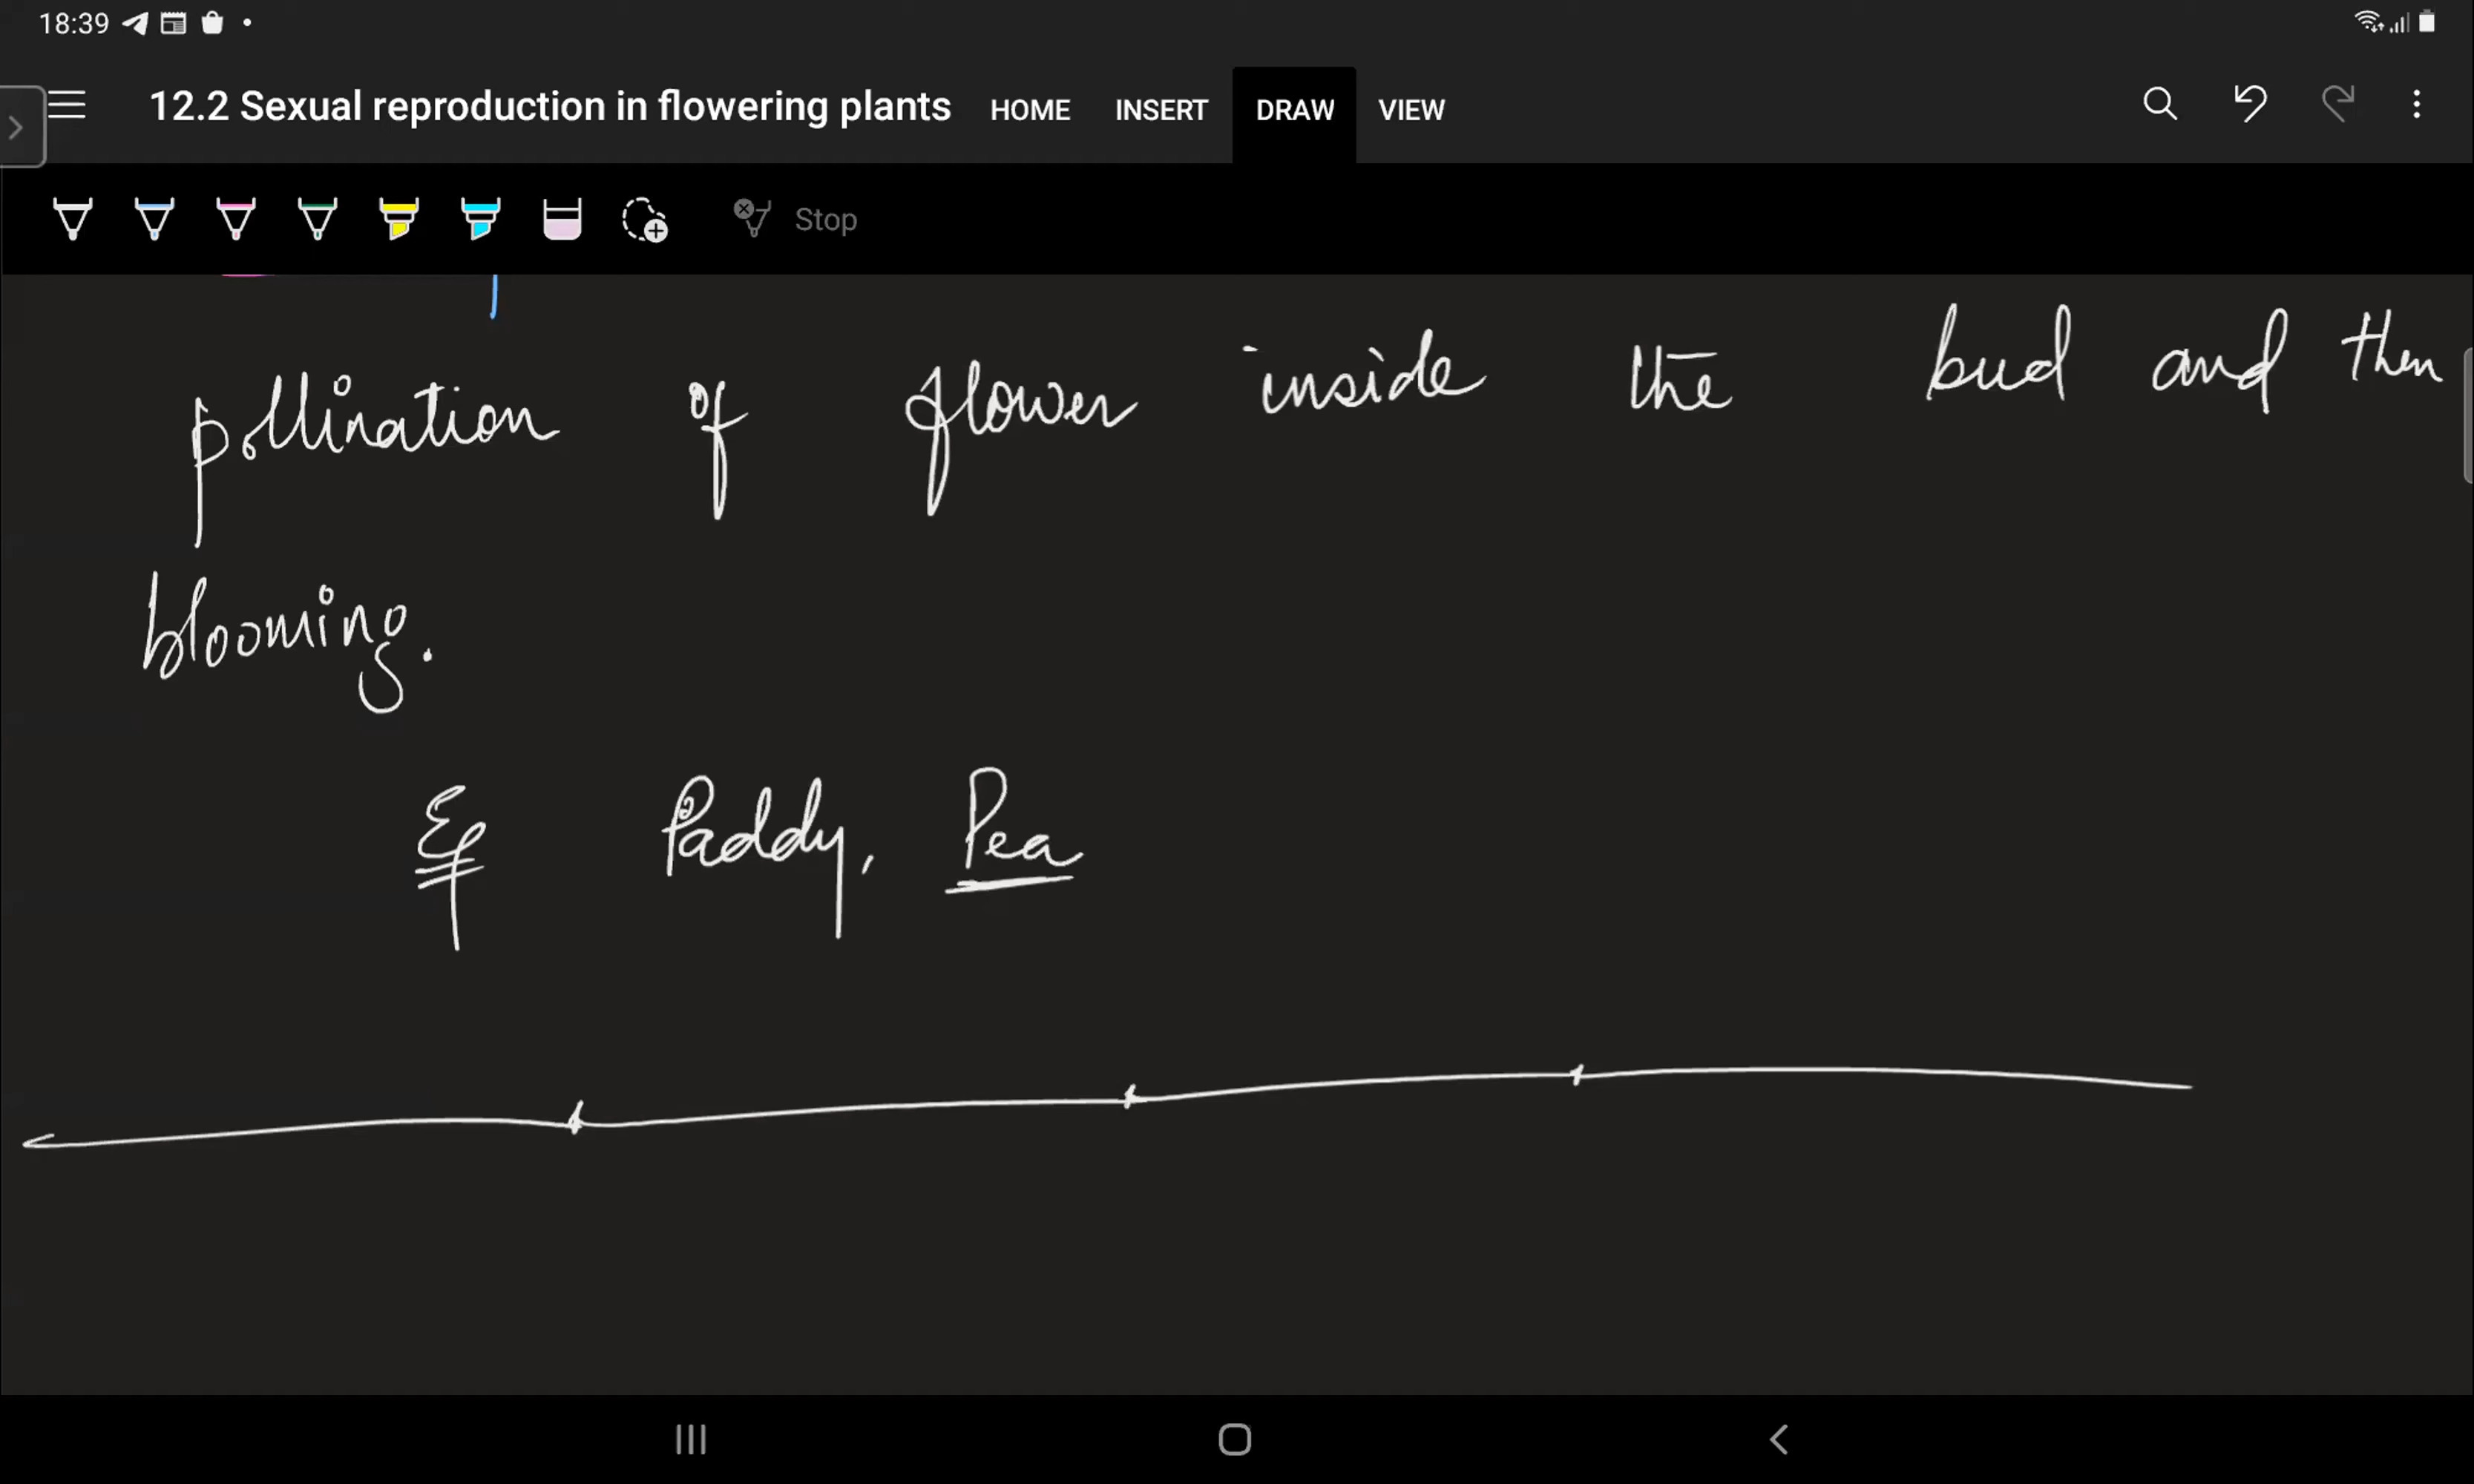 18:39
12.2 Sexual reproduction in flowering plants HOME INSERT DRAW VIEW
Stop
pollination of flower inside the bud and then
blooming.
Eg Paddy, Pea